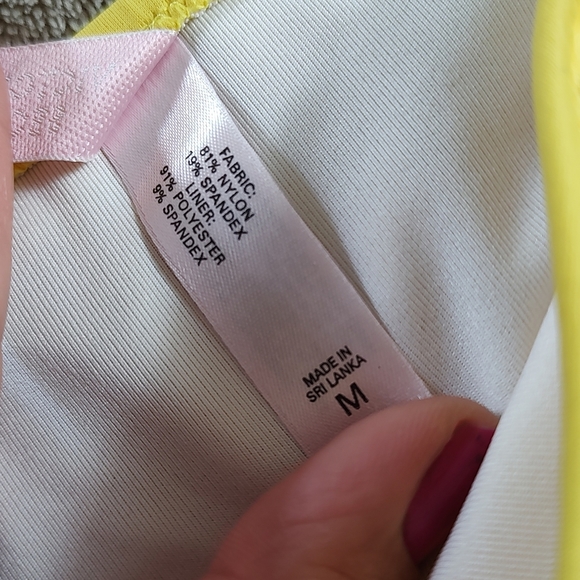 FABRIC:
81% NYLON
19% SPANDEX
LINER:
91% POLYESTER
9% SPANDEX
MADE IN
SRI LANKA
M